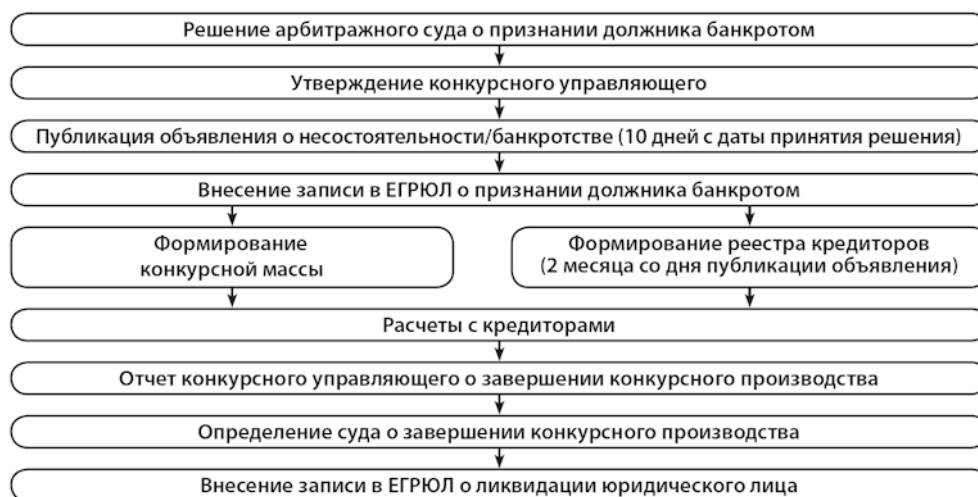 Решение арбитражного суда о признании должника банкротом
Утверждение конкурсного управляющего
Публикация объявления о несостоятельности/банкротстве (10 дней с даты принятия решения)
Внесение записи в ЕГРЮЛ о признании должника банкротом
Формирование
конкурсной массы
Формирование реестра кредиторов
(2 месяца со дня публикации объявления)
Расчеты с кредиторами
Отчет конкурсного управляющего о завершении конкурсного производства
Определение суда о завершении конкурсного производства
Внесение записи в ЕГРЮЛ о ликвидации юридического лица